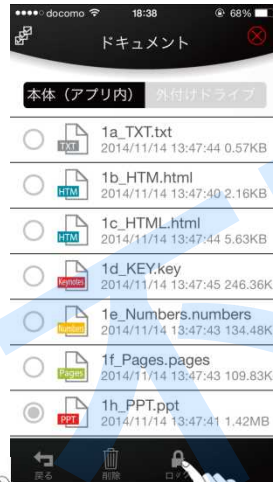 docomo 18:38 68%
ドキュメント
本体（アプリ内） 外付けドライブ
1a_TXT.txt
TXT 2014/11/14 13:47:44 0.57KB
1b_HTM.html
HTM 2014/11/14 13:47:40 2.16KB
1c_HTML.html
HTM 2014/11/14 13:47:44 5.63KB
1d_KEY.key
Keynotes 2014/11/14 13:47:45 246.36K
1e_Numbers.numbers
Numbers 2014/11/14 13:47:43 134.48K
1f_Pages.pages
Pages 2014/11/14 13:47:43 109.83K
1h_PPT.ppt
PPT 2014/11/14 13:47:41 1.42MB
戻る 削除